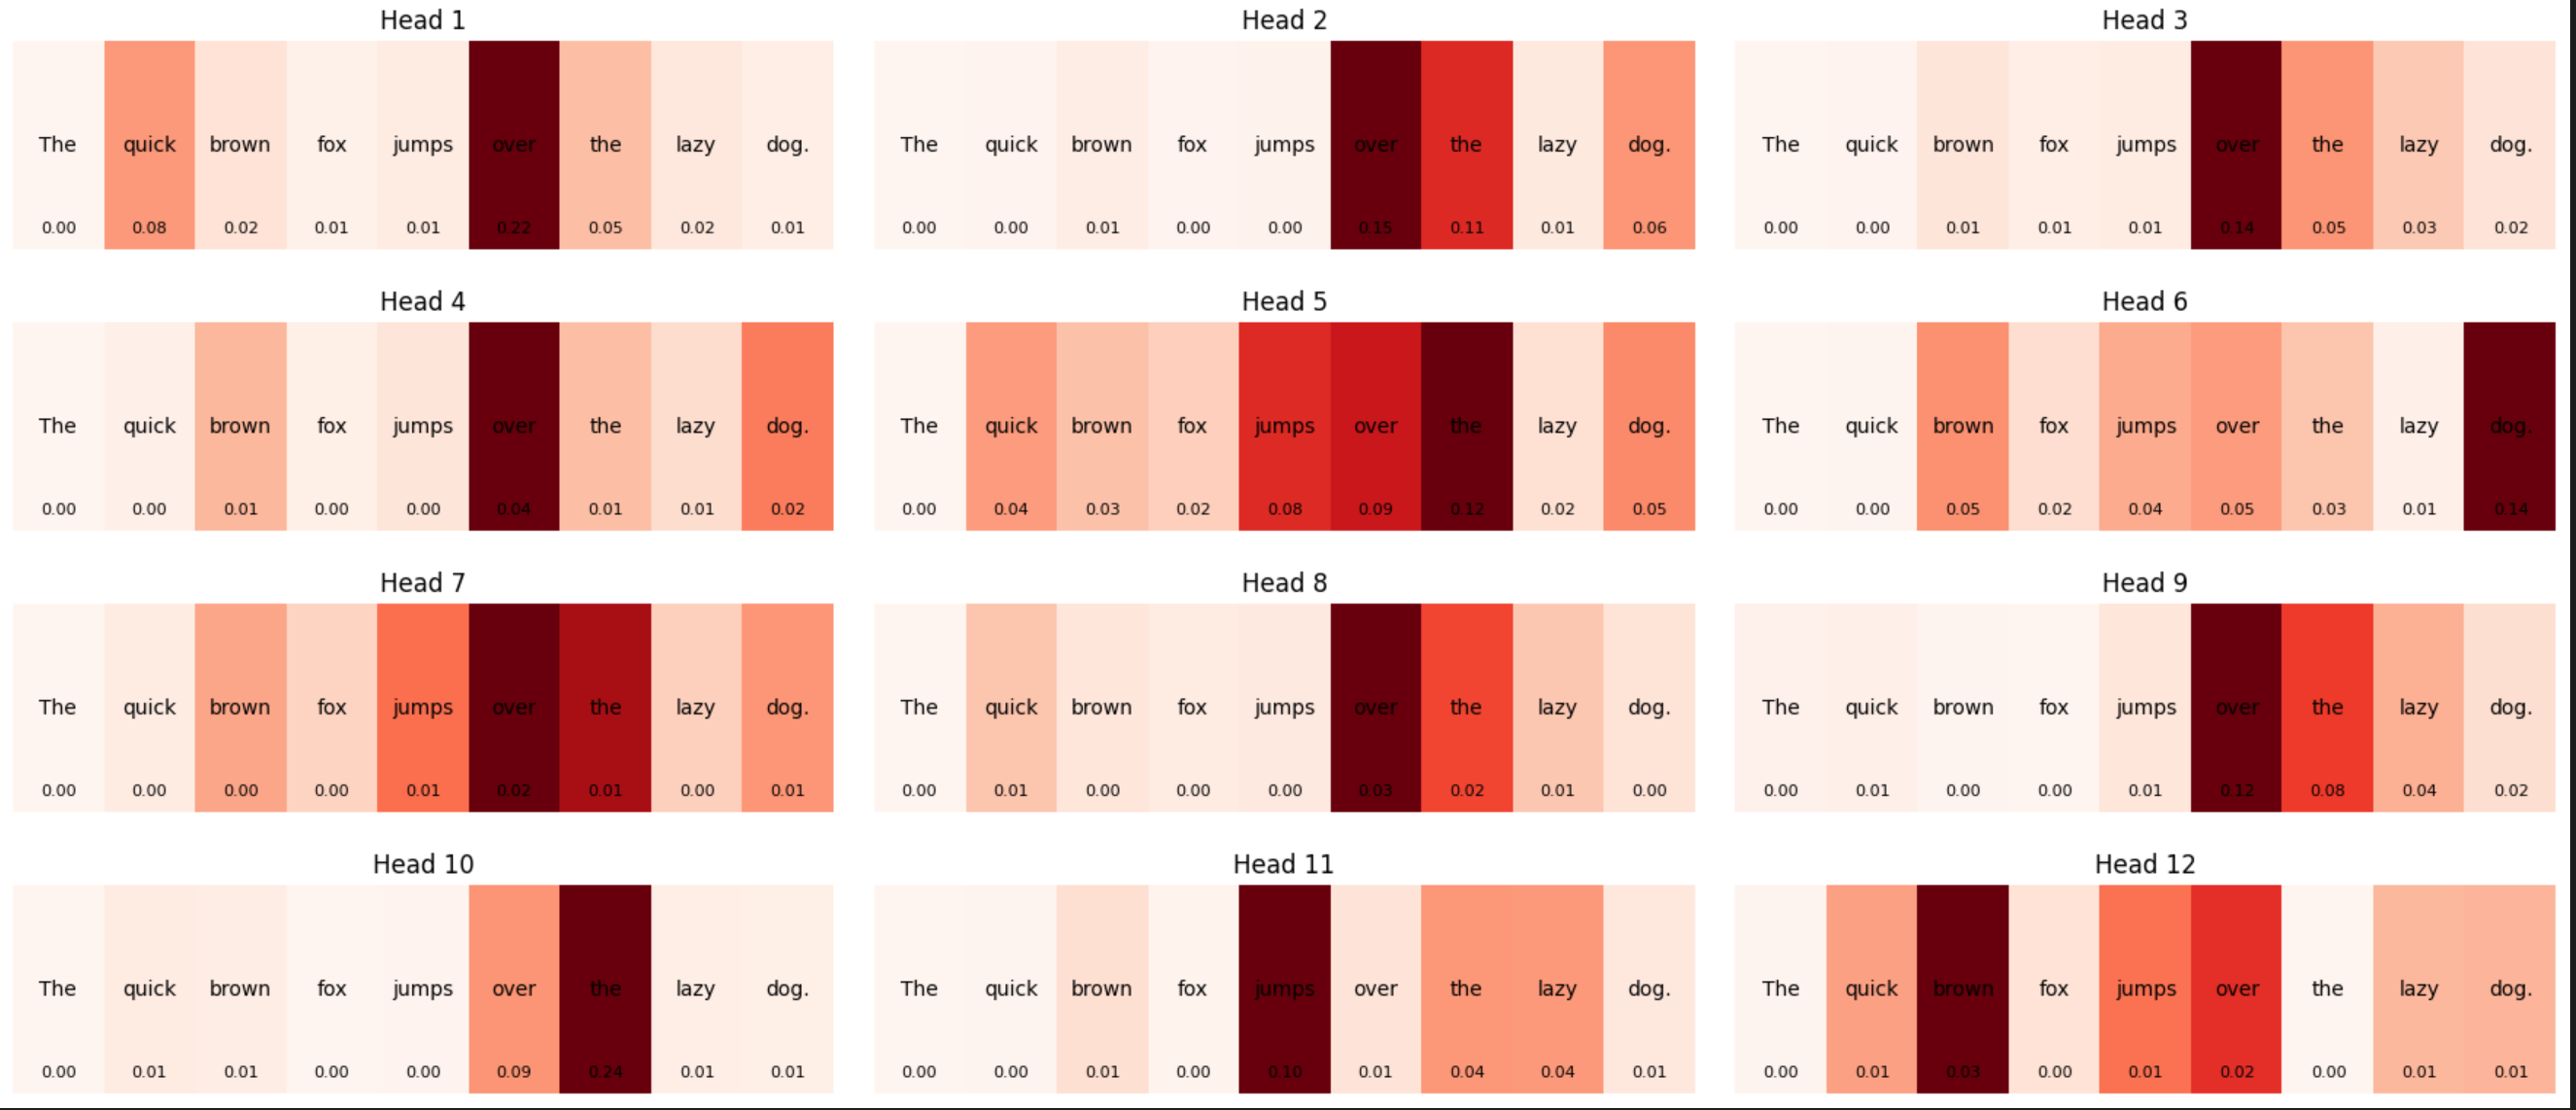 Head 1
The quick brown fox jumps over the lazy dog.
0.00 0.08 0.02 0.01 0.01 0.22 0.05 0.02 0.01
Head 2
The quick brown fox jumps over the lazy dog.
0.00 0.00 0.01 0.00 0.00 0.15 0.11 0.01 0.06
Head 3
The quick brown fox jumps over the lazy dog.
0.00 0.00 0.01 0.01 0.01 0.14 0.05 0.03 0.02
Head 4
The quick brown fox jumps over the lazy dog.
0.00 0.00 0.01 0.00 0.00 0.04 0.01 0.01 0.02
Head 5
The quick brown fox jumps over the lazy dog.
0.00 0.04 0.03 0.02 0.08 0.09 0.12 0.02 0.05
Head 6
The quick brown fox jumps over the lazy dog.
0.00 0.00 0.05 0.02 0.04 0.05 0.03 0.01 0.14
Head 7
The quick brown fox jumps over the lazy dog.
0.00 0.00 0.00 0.00 0.01 0.02 0.01 0.00 0.01
Head 8
The quick brown fox jumps over the lazy dog.
0.00 0.01 0.00 0.00 0.00 0.03 0.02 0.01 0.00
Head 9
The quick brown fox jumps over the lazy dog.
0.00 0.01 0.00 0.00 0.01 0.12 0.08 0.04 0.02
Head 10
The quick brown fox jumps over the lazy dog.
0.00 0.01 0.01 0.00 0.00 0.09 0.24 0.01 0.01
Head 11
The quick brown fox jumps over the lazy dog.
0.00 0.00 0.01 0.00 0.10 0.01 0.04 0.04 0.01
Head 12
The quick brown fox jumps over the lazy dog.
0.00 0.01 0.03 0.00 0.01 0.02 0.00 0.01 0.01